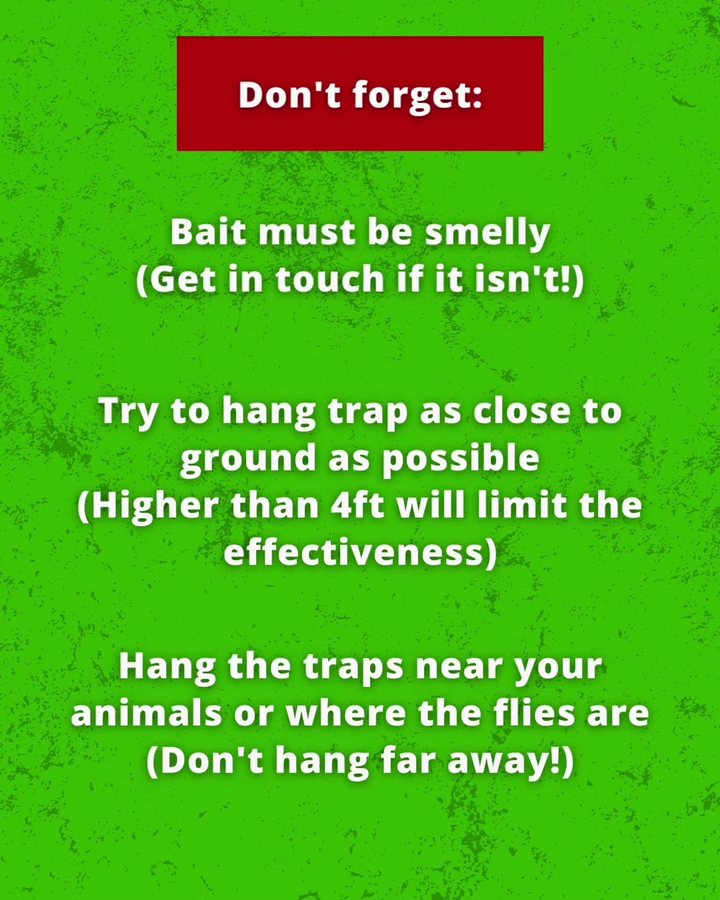 Don't forget:
Bait must be smelly
(Get in touch if it isn't!)
Try to hang trap as close to
ground as possible
(Higher than 4ft will limit the
effectiveness)
Hang the traps near your
animals or where the flies are
(Don't hang far away!)